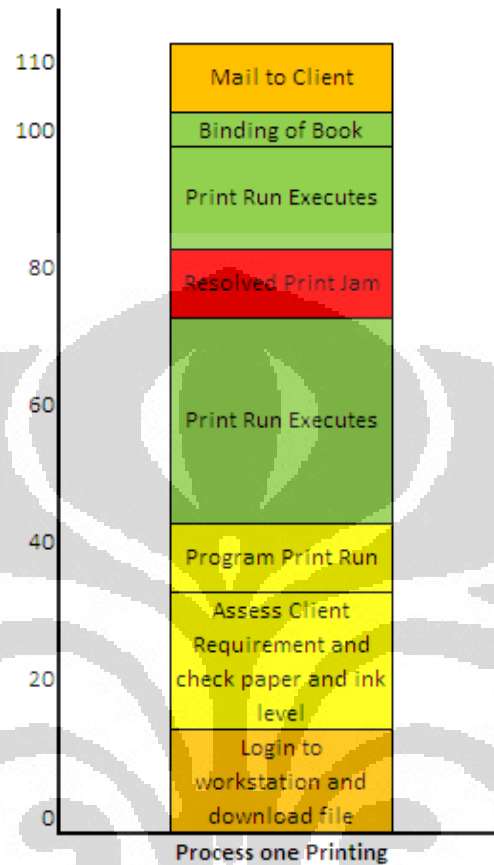 110
Mail to Client
100
Binding of Book
Print Run Executes
80
Resolved Print Jam
60
Print Run Executes
40
Program Print Run
Assess Client
Requirement and
20
check paper and ink
level
Login to
workstation and
0
download file
Process one Printing